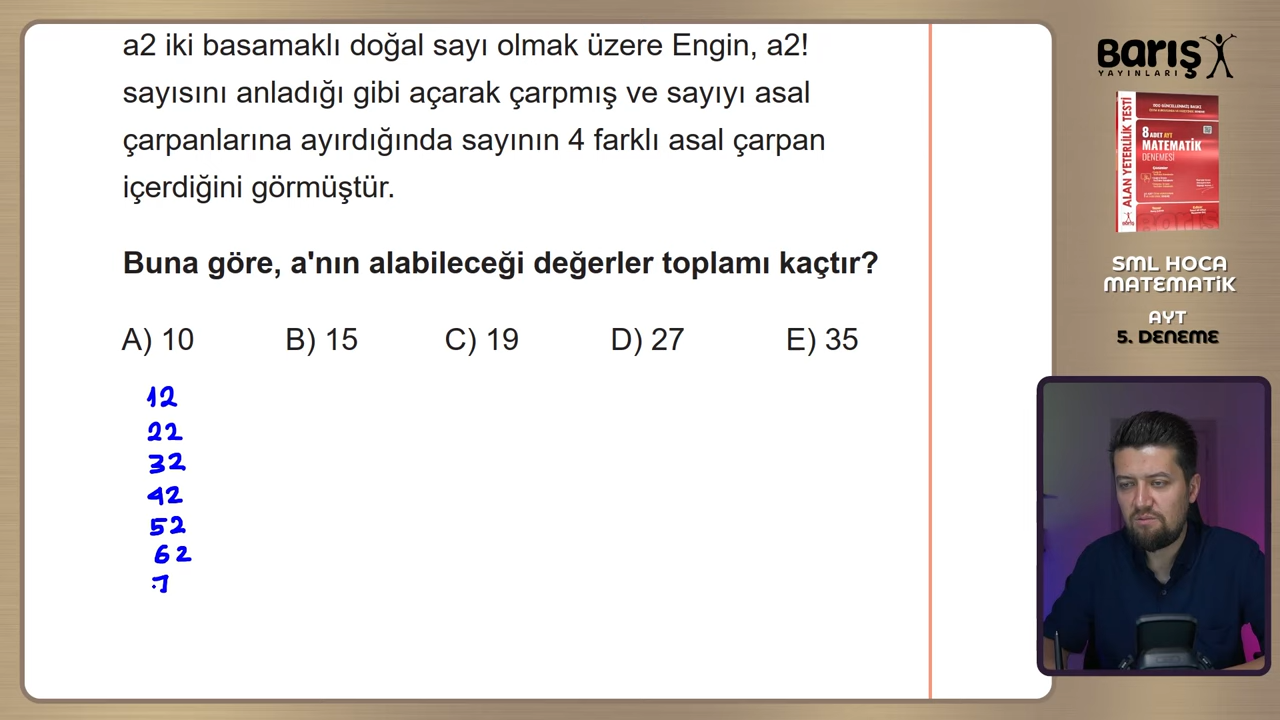 a2 iki basamaklı doğal sayı olmak üzere Engin, a2!
sayısını anladığı gibi açarak çarpmış ve sayıyı asal
çarpanlarına ayırdığında sayının 4 farklı asal çarpan
içerdiğini görmüştür.
Buna göre, a'nın alabileceği değerler toplamı kaçtır?
A) 10 B) 15 C) 19 D) 27 E) 35
12
22
32
42
52
62
7
Barış
YAYINLARI
ALAN YETERLİK TESTİ
8 ADET AYT
MATEMATİK
DENEMESİ
Barış
SML HOCA
MATEMATİK
AYT
5. DENEME